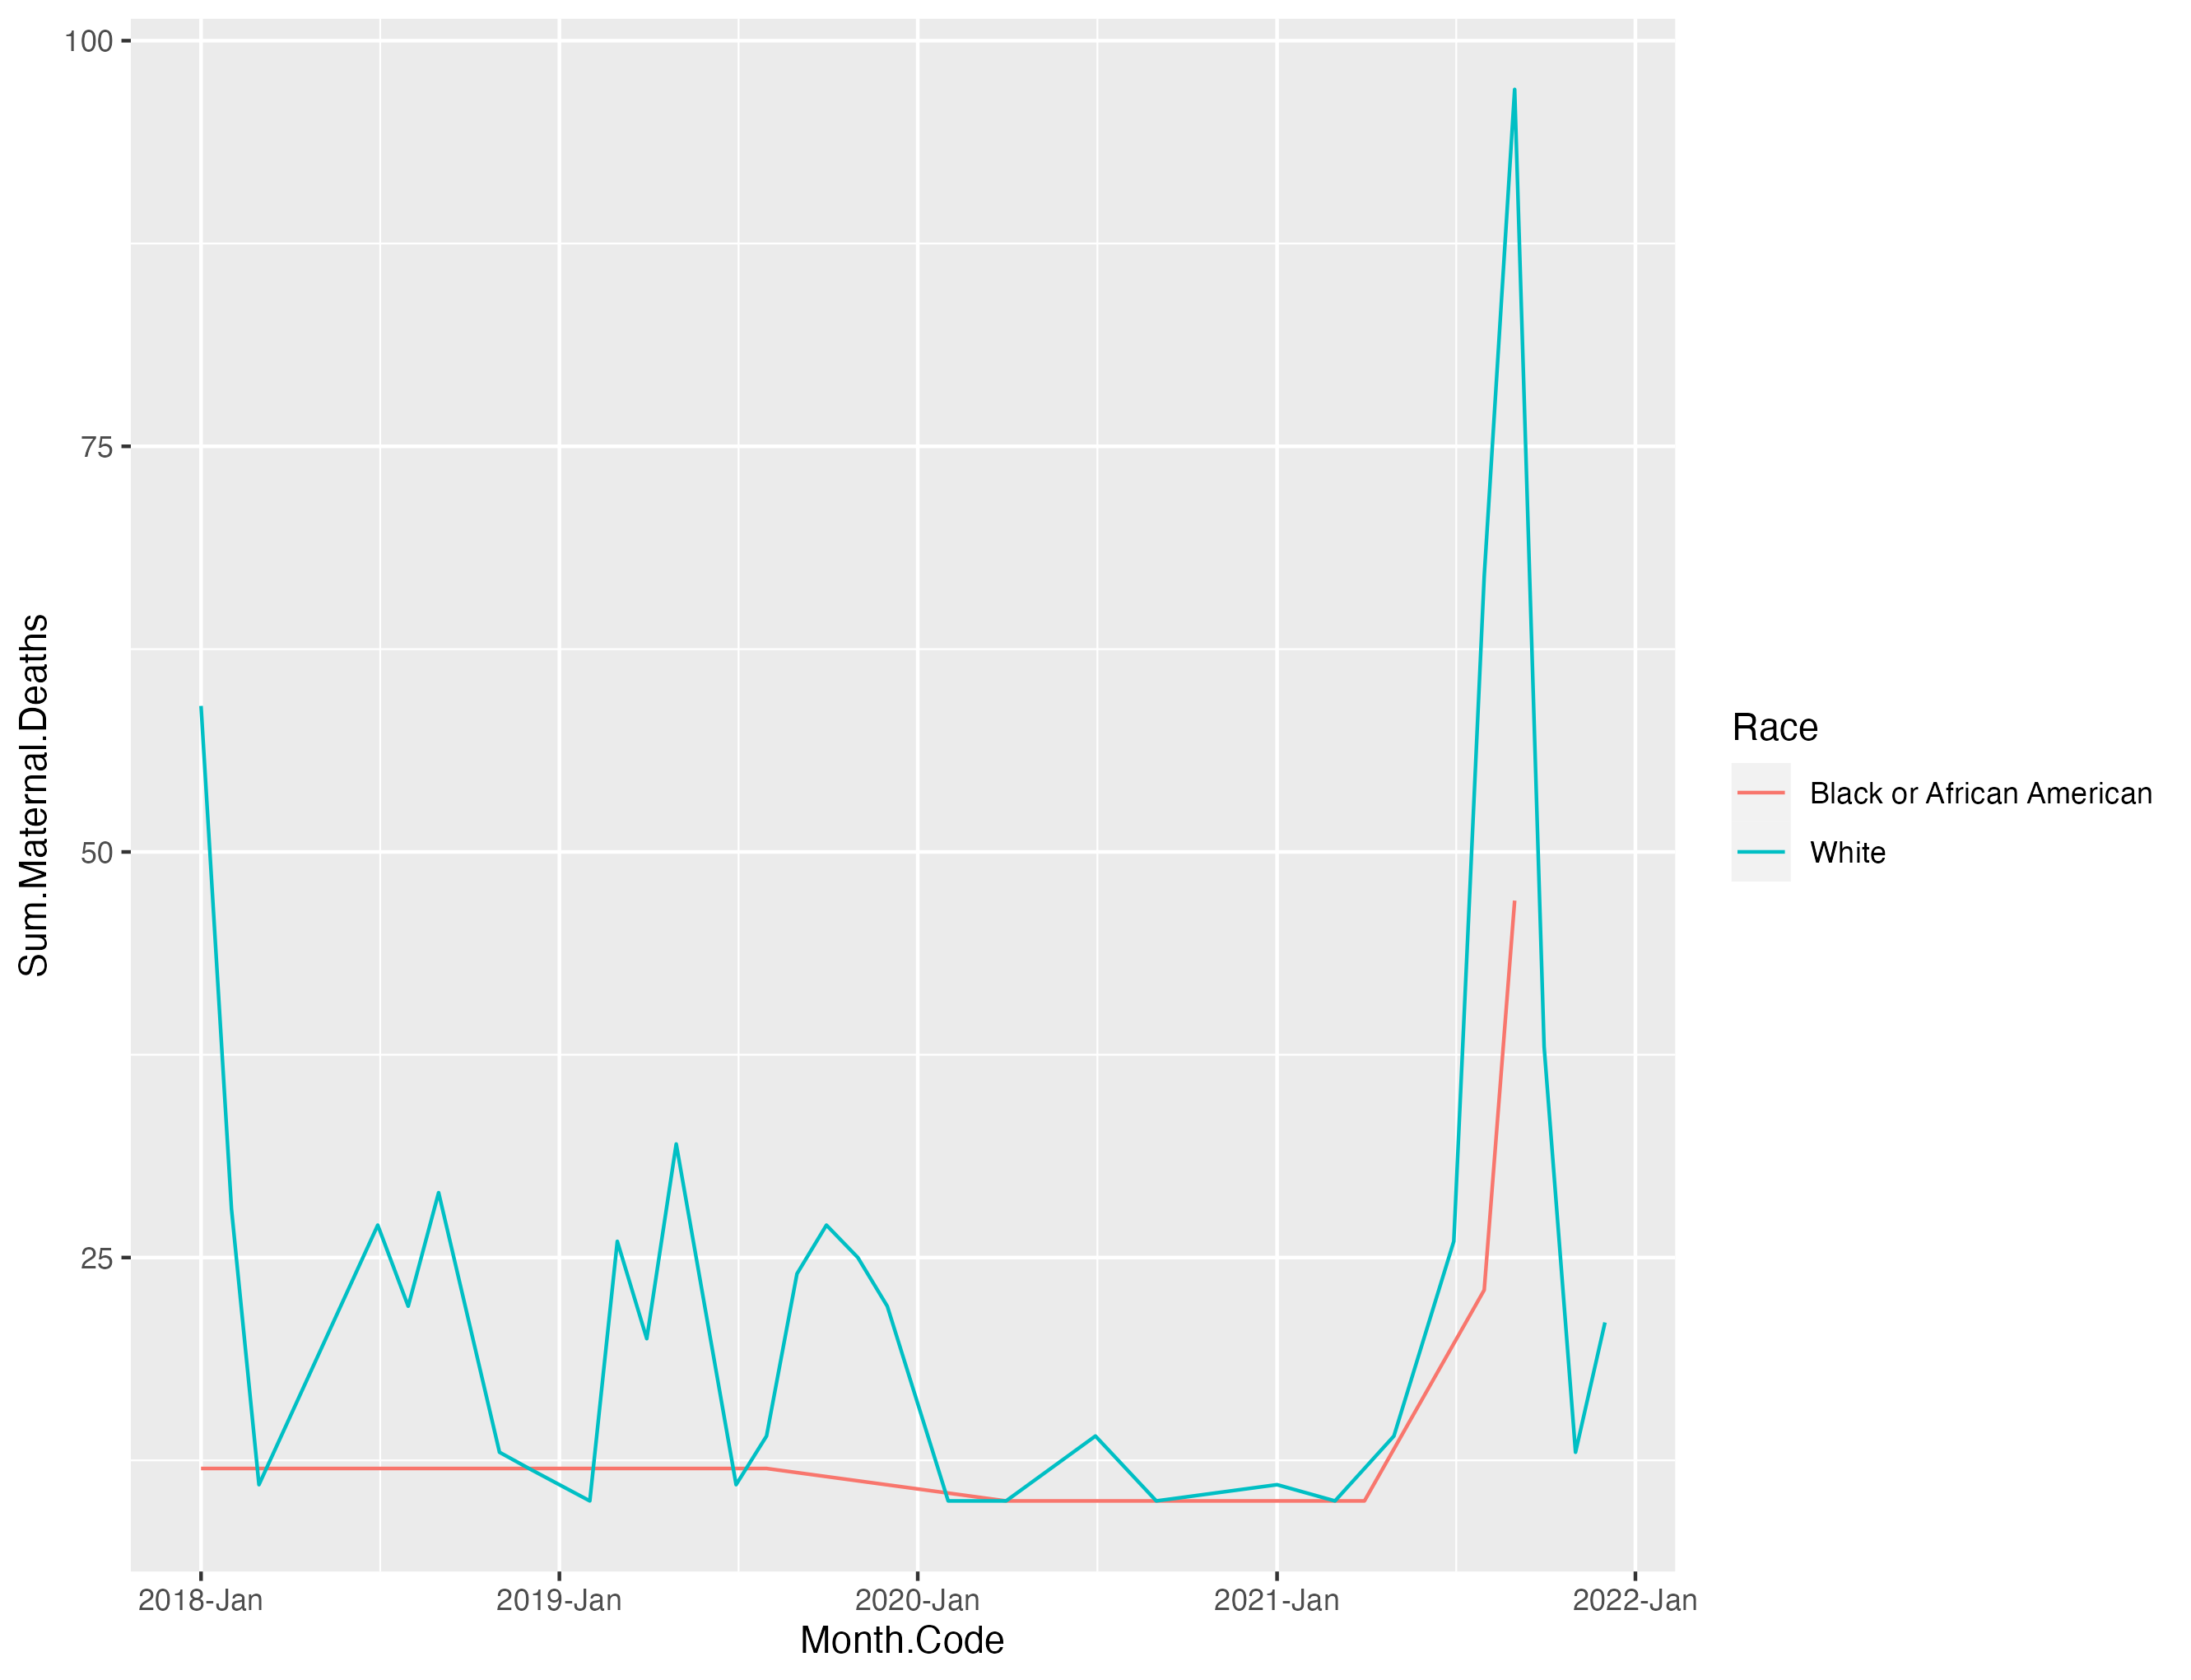 100
75
50
25
Sum.Maternal.Deaths
2018-Jan 2019-Jan 2020-Jan 2021-Jan 2022-Jan
Month.Code
Race
Black or African American
White